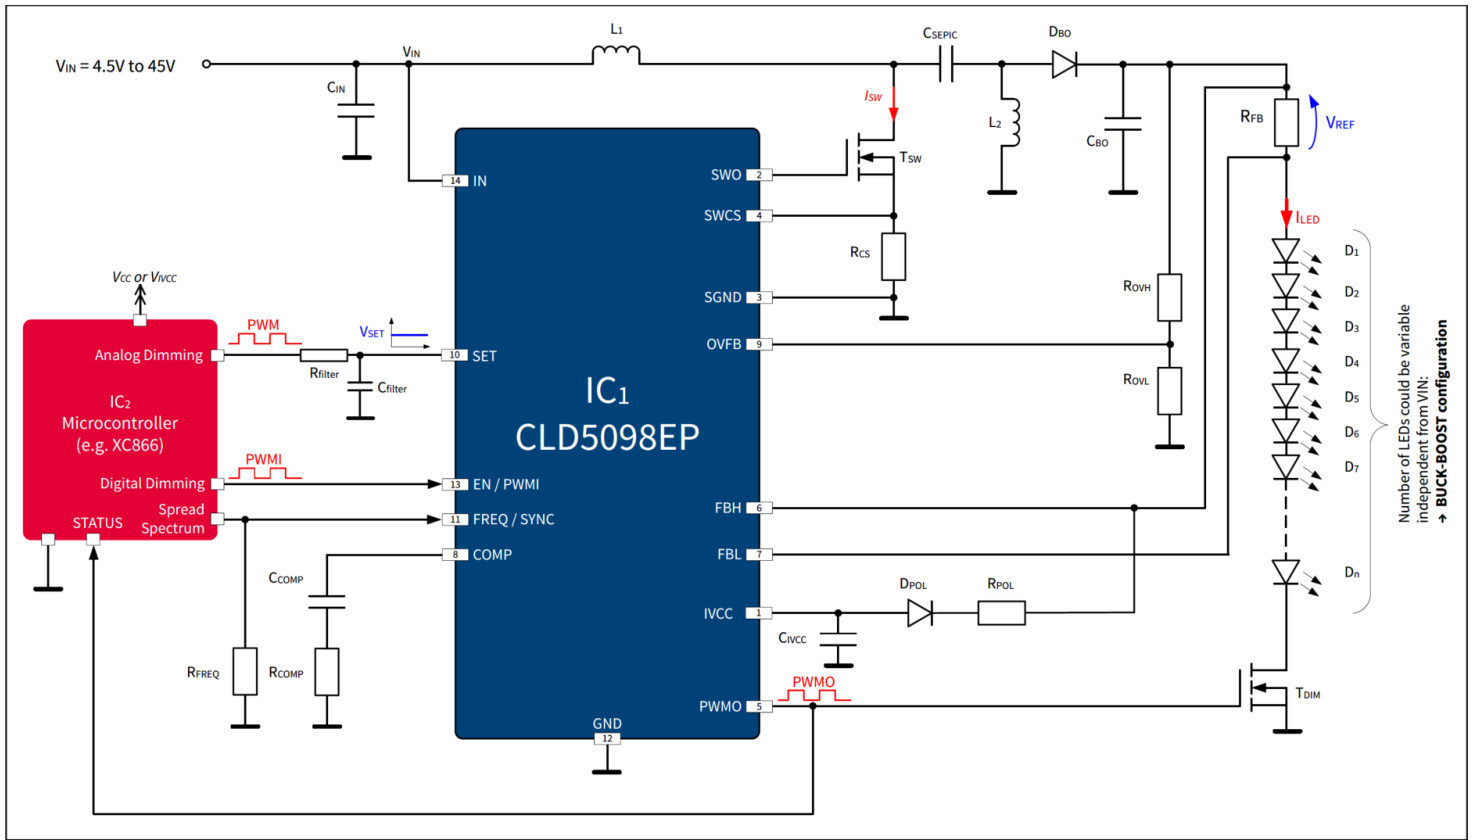 L1
CSEPIC
DBO
VIN = 4.5V to 45V
VIN
CIN
ISW
L2
CBO
RFB
VREF
TSW
14 IN
SWO 2
SWCS 4
RCS
ILED
SGND 3
ROVH
OVFB 9
ROVL
VCC or VIVCC
PWM
VSET
Analog Dimming
Rfilter
Cfilter
10 SET
IC2
Microcontroller
(e.g. XC866)
IC1
CLD5098EP
PWMI
Digital Dimming
13 EN / PWMI
Spread
Spectrum
STATUS
11 FREQ / SYNC
8 COMP
FBH 6
FBL 7
CCOMP
DPOL
RPOL
IVCC 1
CIVCC
RFREQ
RCOMP
PWMO
PWMO 5
GND
12
TDIM
D1
D2
D3
D4
D5
D6
D7
Dn
Number of LEDs could be variable
independent from VIN:
→ BUCK-BOOST configuration